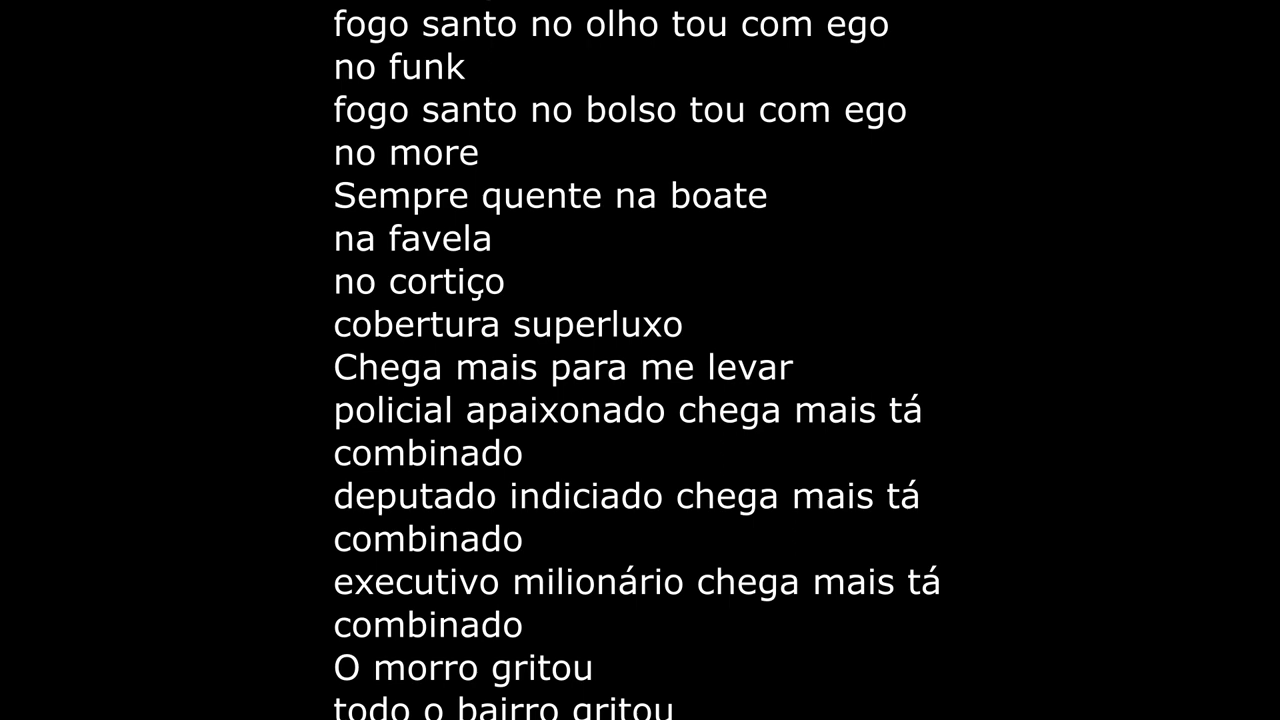 fogo santo no olho tou com ego
no funk
fogo santo no bolso tou com ego
no more
Sempre quente na boate
na favela
no cortiço
cobertura superluxo
Chega mais para me levar
policial apaixonado chega mais tá
combinado
deputado indiciado chega mais tá
combinado
executivo milionário chega mais tá
combinado
O morro gritou
todo o bairro gritou